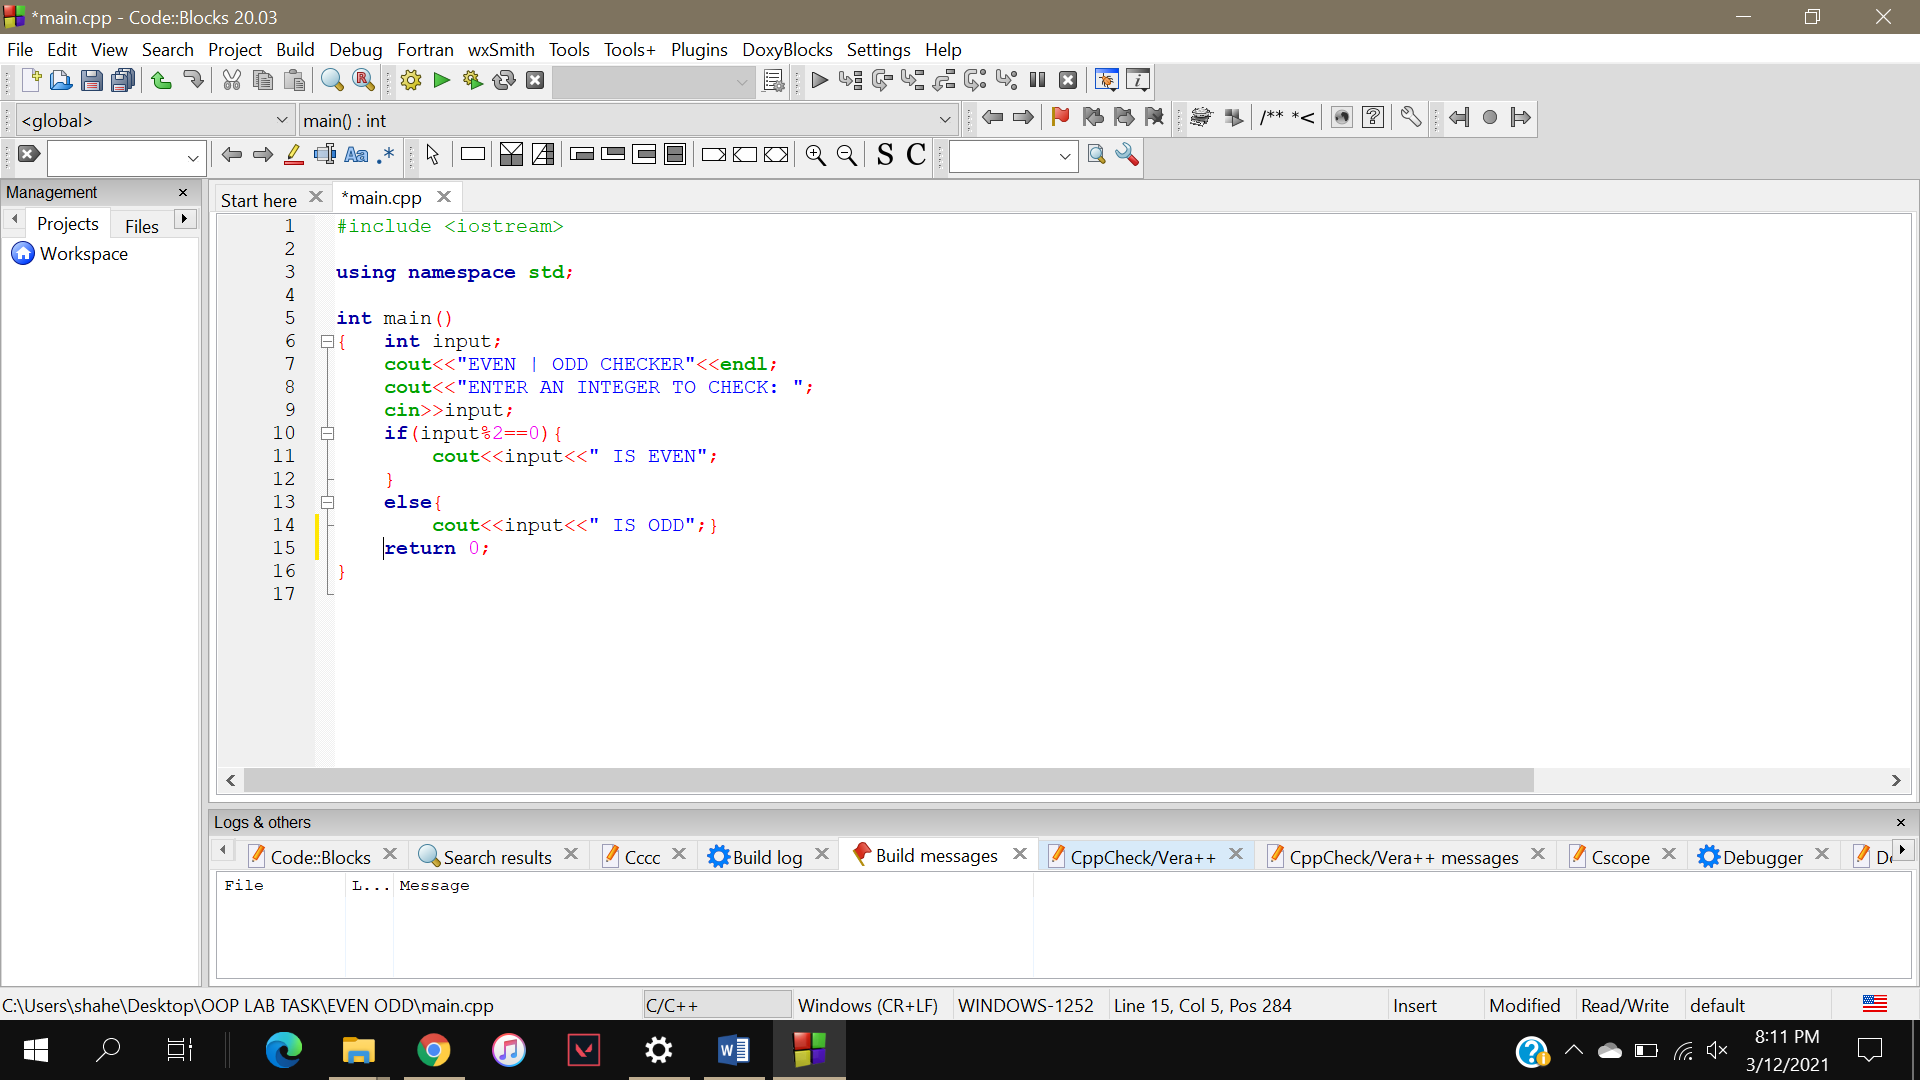 *main.cpp - Code::Blocks 20.03
File Edit View Search Project Build Debug Fortran wxSmith Tools Tools+ Plugins DoxyBlocks Settings Help
<global> main() : int /** *<
Aa .* S C
Management
Projects Files
Workspace
Start here *main.cpp
1 #include <iostream>
2
3 using namespace std;
4
5 int main()
6 { int input;
7 cout<<"EVEN | ODD CHECKER"<<endl;
8 cout<<"ENTER AN INTEGER TO CHECK: ";
9 cin>>input;
10 if(input%2==0){
11 cout<<input<<" IS EVEN";
12 }
13 else{
14 cout<<input<<" IS ODD";}
15 return 0;
16 }
17
Logs & others
Code::Blocks Search results Cccc Build log Build messages CppCheck/Vera++ CppCheck/Vera++ messages Cscope Debugger
File L... Message
C:\Users\shahe\Desktop\OOP LAB TASK\EVEN ODD\main.cpp C/C++ Windows (CR+LF) WINDOWS-1252 Line 15, Col 5, Pos 284 Insert Modified Read/Write default
8:11 PM
3/12/2021